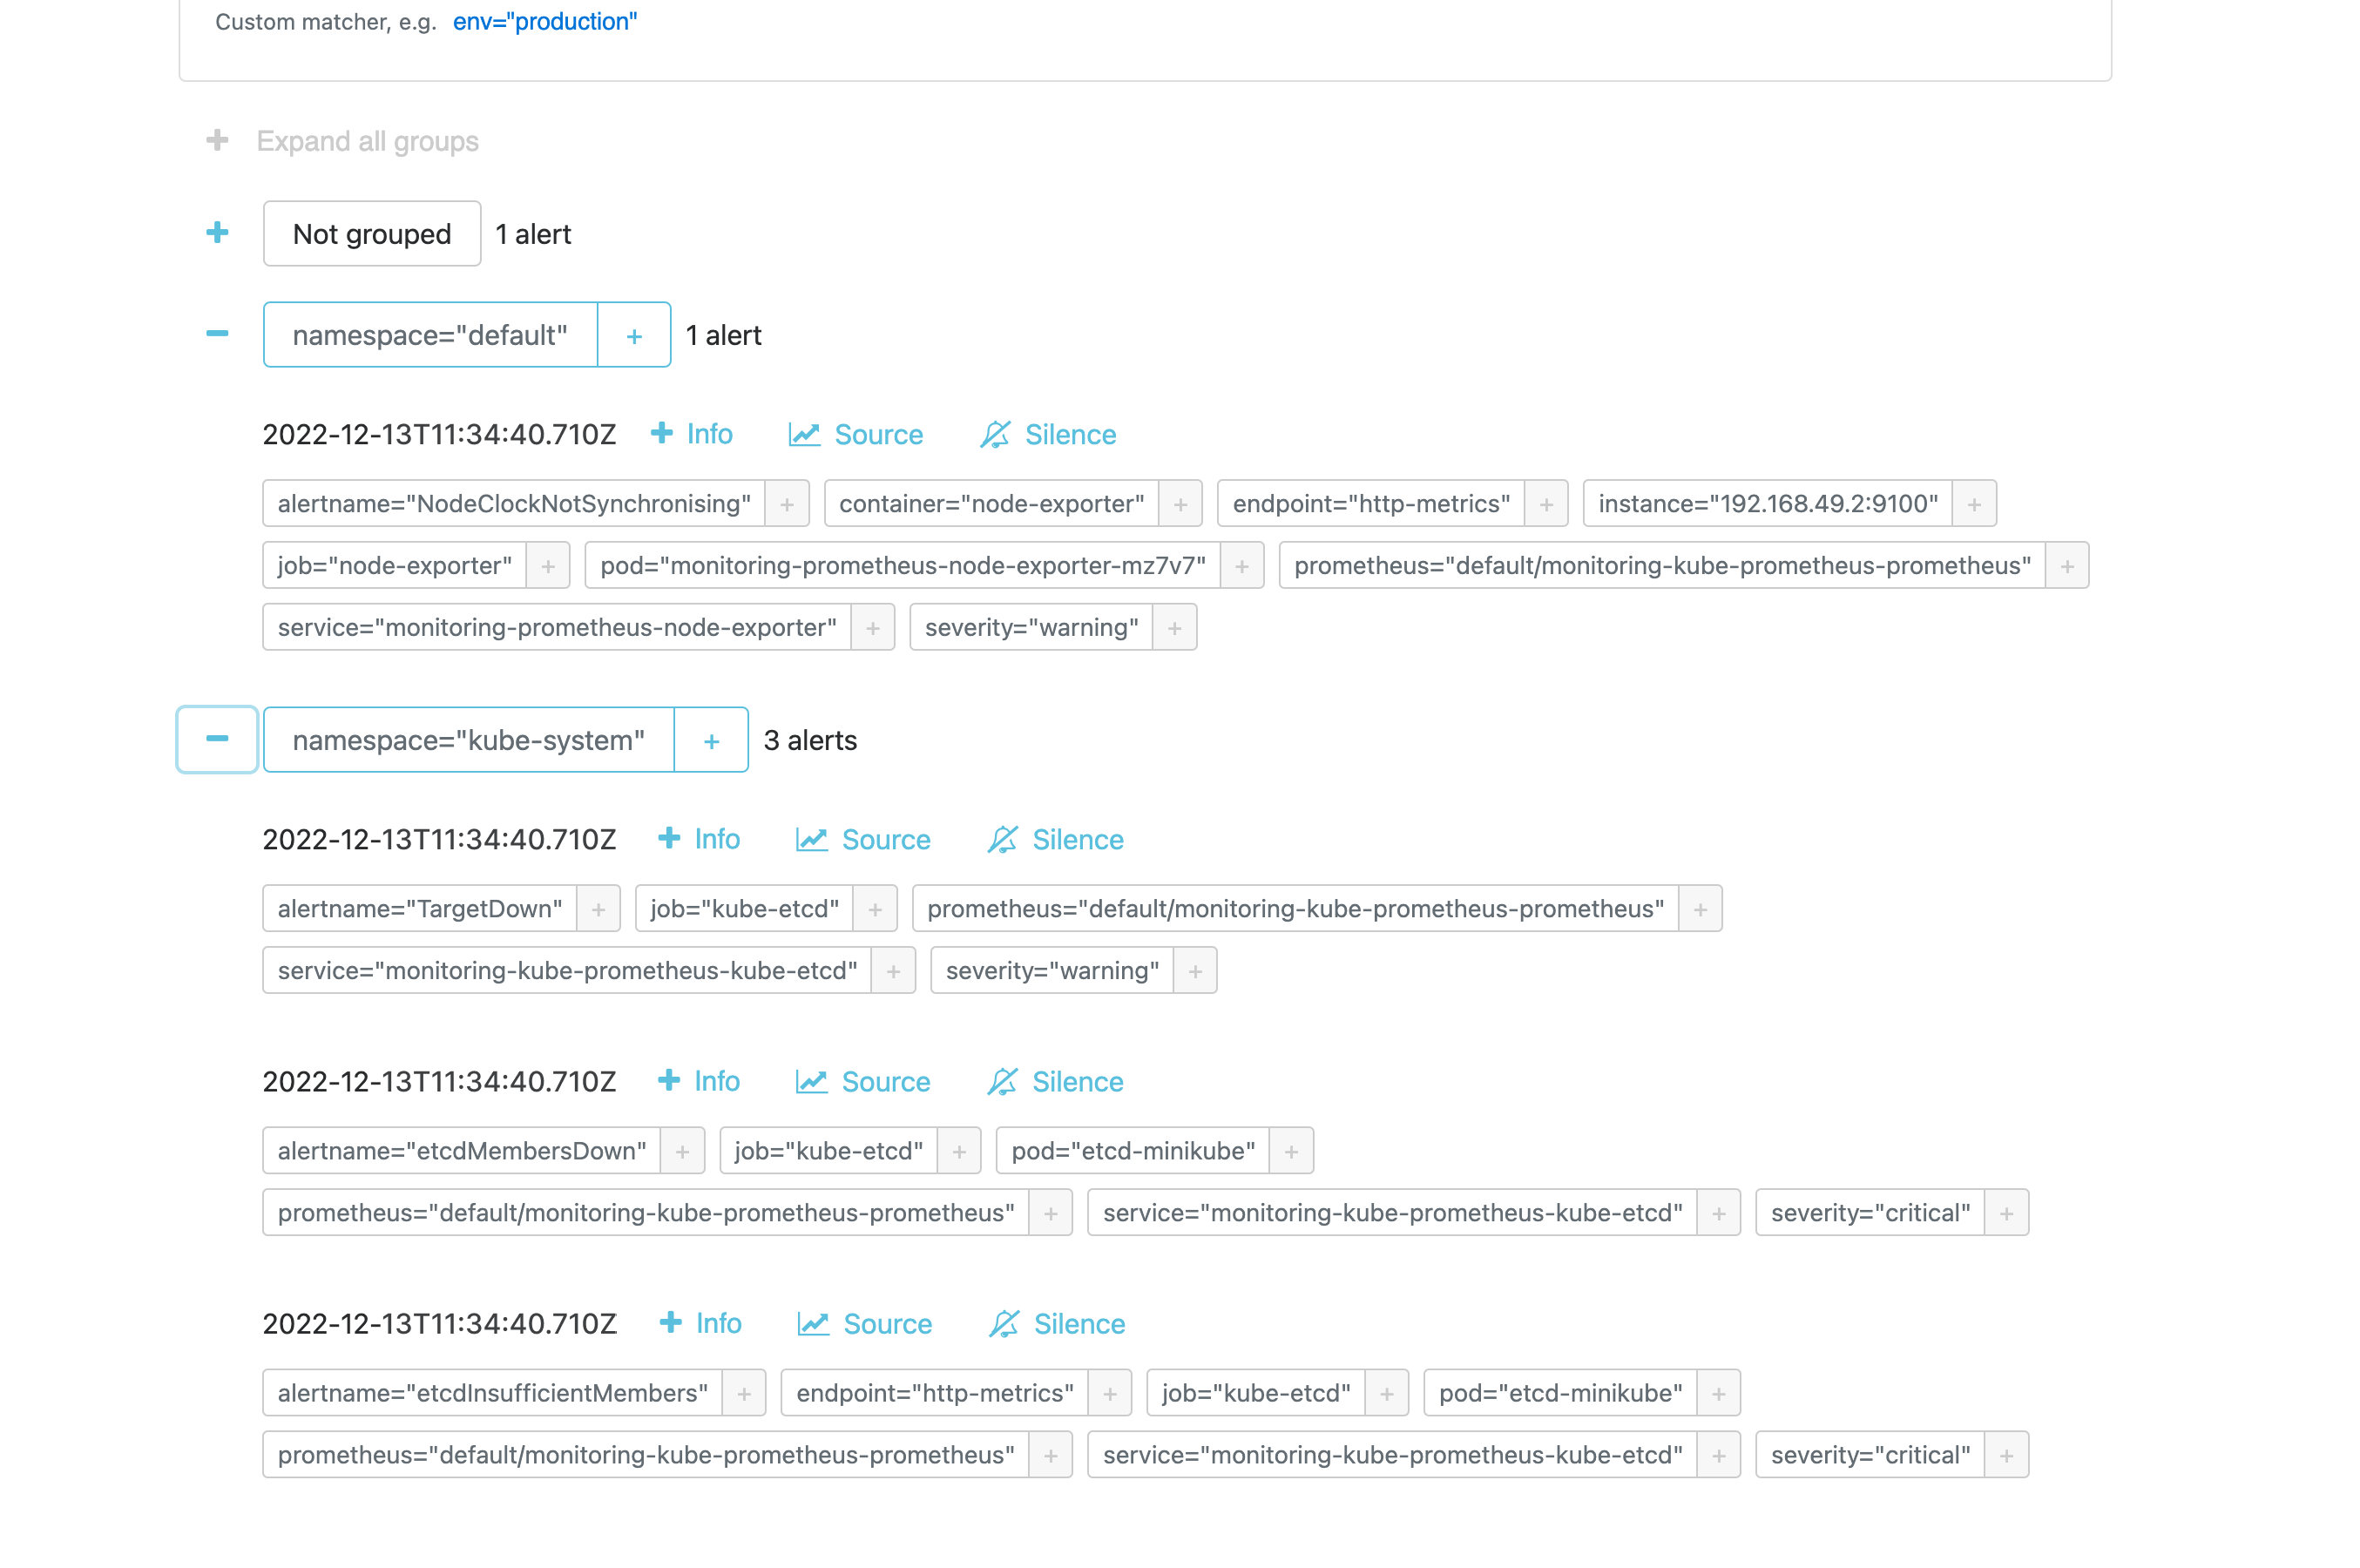 Custom matcher, e.g. env="production"
+ Expand all groups
+ Not grouped 1 alert
− namespace="default" + 1 alert
2022-12-13T11:34:40.710Z + Info Source Silence
alertname="NodeClockNotSynchronising" + container="node-exporter" + endpoint="http-metrics" + instance="192.168.49.2:9100" +
job="node-exporter" + pod="monitoring-prometheus-node-exporter-mz7v7" + prometheus="default/monitoring-kube-prometheus-prometheus" +
service="monitoring-prometheus-node-exporter" + severity="warning" +
− namespace="kube-system" + 3 alerts
2022-12-13T11:34:40.710Z + Info Source Silence
alertname="TargetDown" + job="kube-etcd" + prometheus="default/monitoring-kube-prometheus-prometheus" +
service="monitoring-kube-prometheus-kube-etcd" + severity="warning" +
2022-12-13T11:34:40.710Z + Info Source Silence
alertname="etcdMembersDown" + job="kube-etcd" + pod="etcd-minikube" +
prometheus="default/monitoring-kube-prometheus-prometheus" + service="monitoring-kube-prometheus-kube-etcd" + severity="critical" +
2022-12-13T11:34:40.710Z + Info Source Silence
alertname="etcdInsufficientMembers" + endpoint="http-metrics" + job="kube-etcd" + pod="etcd-minikube" +
prometheus="default/monitoring-kube-prometheus-prometheus" + service="monitoring-kube-prometheus-kube-etcd" + severity="critical" +